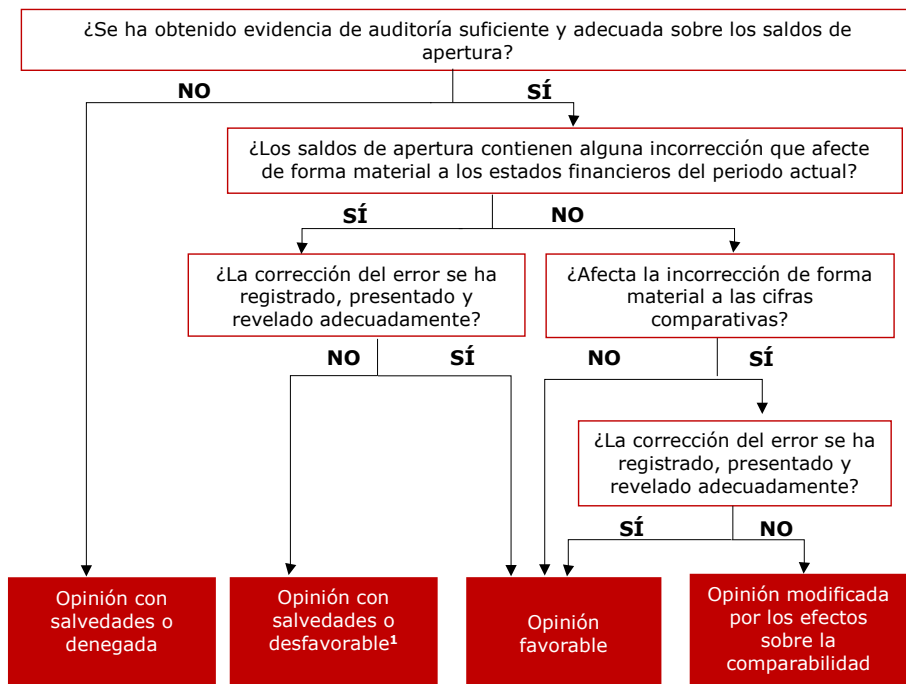 ¿Se ha obtenido evidencia de auditoría suficiente y adecuada sobre los saldos de
apertura?
NO
SÍ
¿Los saldos de apertura contienen alguna incorrección que afecte
de forma material a los estados financieros del periodo actual?
SÍ
NO
¿La corrección del error se ha
registrado, presentado y
revelado adecuadamente?
¿Afecta la incorrección de forma
material a las cifras
comparativas?
NO
SÍ
NO
SÍ
¿La corrección del error se ha
registrado, presentado y
revelado adecuadamente?
SÍ
NO
Opinión con
salvedades o
denegada
Opinión con
salvedades o
desfavorable¹
Opinión
favorable
Opinión modificada
por los efectos
sobre la
comparabilidad